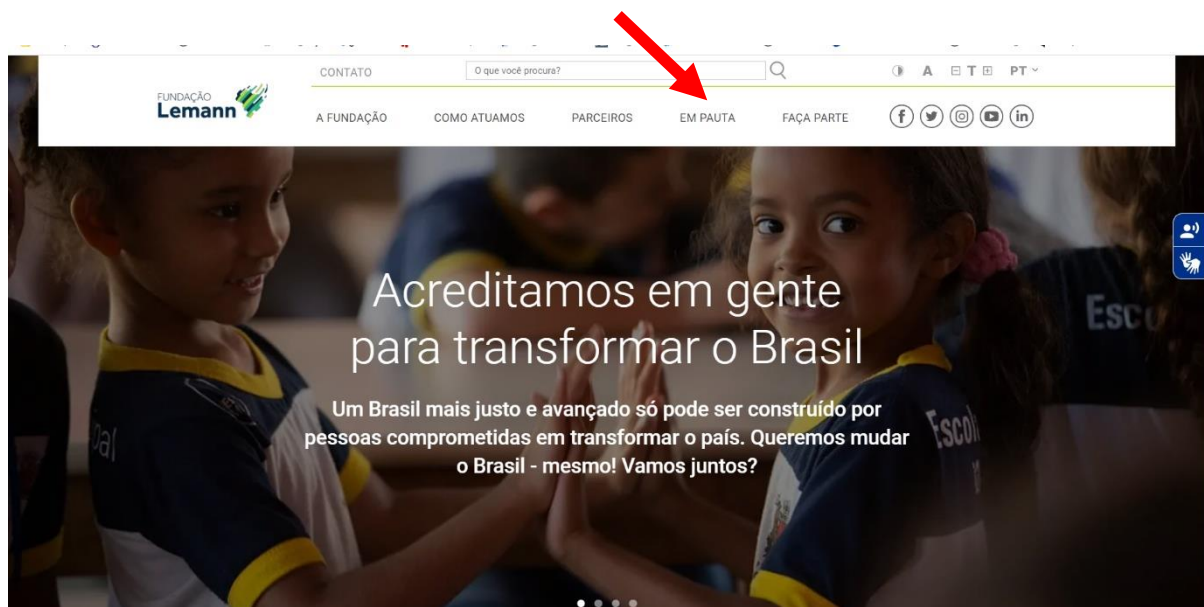 CONTATO
O que você procura?
A T PT
FUNDAÇÃO
Lemann
A FUNDAÇÃO COMO ATUAMOS PARCEIROS EM PAUTA FAÇA PARTE
Acreditamos em gente
para transformar o Brasil
Um Brasil mais justo e avançado só pode ser construído por
pessoas comprometidas em transformar o país. Queremos mudar
o Brasil - mesmo! Vamos juntos?